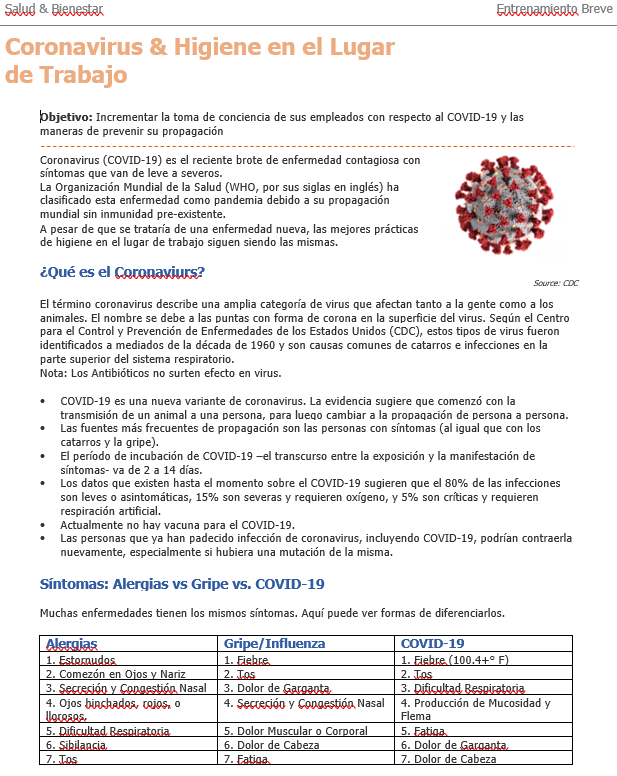 Salud & Bienestar
Entrenamiento Breve
Coronavirus & Higiene en el Lugar
de Trabajo
Objetivo: Incrementar la toma de conciencia de sus empleados con respecto al COVID-19 y las
maneras de prevenir su propagación
Coronavirus (COVID-19) es el reciente brote de enfermedad contagiosa con
síntomas que van de leve a severos.
La Organización Mundial de la Salud (WHO, por sus siglas en inglés) ha
clasificado esta enfermedad como pandemia debido a su propagación
mundial sin inmunidad pre-existente.
A pesar de que se trataría de una enfermedad nueva, las mejores prácticas
de higiene en el lugar de trabajo siguen siendo las mismas.
¿Qué es el Coronaviurs?
Source: CDC
El término coronavirus describe una amplia categoría de virus que afectan tanto a la gente como a los
animales. El nombre se debe a las puntas con forma de corona en la superficie del virus. Según el Centro
para el Control y Prevención de Enfermedades de los Estados Unidos (CDC), estos tipos de virus fueron
identificados a mediados de la década de 1960 y son causas comunes de catarros e infecciones en la
parte superior del sistema respiratorio.
Nota: Los Antibióticos no surten efecto en virus.
• COVID-19 es una nueva variante de coronavirus. La evidencia sugiere que comenzó con la
transmisión de un animal a una persona, para luego cambiar a la propagación de persona a persona.
• Las fuentes más frecuentes de propagación son las personas con síntomas (al igual que con los
catarros y la gripe).
• El período de incubación de COVID-19 –el transcurso entre la exposición y la manifestación de
síntomas- va de 2 a 14 días.
• Los datos que existen hasta el momento sobre el COVID-19 sugieren que el 80% de las infecciones
son leves o asintomáticas, 15% son severas y requieren oxígeno, y 5% son críticas y requieren
respiración artificial.
• Actualmente no hay vacuna para el COVID-19.
• Las personas que ya han padecido infección de coronavirus, incluyendo COVID-19, podrían contraerla
nuevamente, especialmente si hubiera una mutación de la misma.
Síntomas: Alergias vs Gripe vs. COVID-19
Muchas enfermedades tienen los mismos síntomas. Aquí puede ver formas de diferenciarlos.
Alergias Gripe/Influenza COVID-19
1. Estornudos 1. Fiebre 1. Fiebre (100.4+° F)
2. Comezón en Ojos y Nariz 2. Tos 2. Tos
3. Secreción y Congestión Nasal 3. Dolor de Garganta 3. Dificultad Respiratoria
4. Ojos hinchados, rojos, o 4. Secreción y Congestión Nasal 4. Producción de Mucosidad y
llorosos. Flema
5. Dificultad Respiratoria 5. Dolor Muscular o Corporal 5. Fatiga
6. Sibilancia 6. Dolor de Cabeza 6. Dolor de Garganta
7. Tos 7. Fatiga 7. Dolor de Cabeza